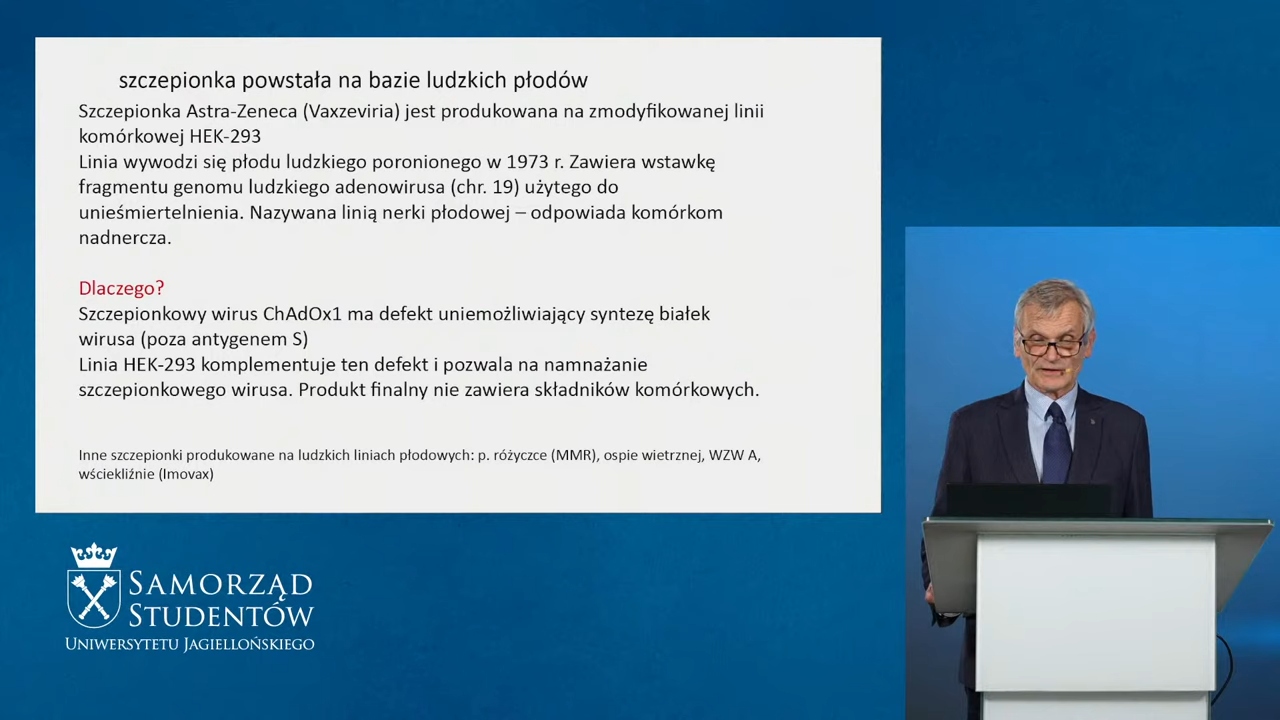 szczepionka powstała na bazie ludzkich płodów
Szczepionka Astra-Zeneca (Vaxzeviria) jest produkowana na zmodyfikowanej linii
komórkowej HEK-293
Linia wywodzi się płodu ludzkiego poronionego w 1973 r. Zawiera wstawkę
fragmentu genomu ludzkiego adenowirusa (chr. 19) użytego do
unieśmiertelnienia. Nazywana linią nerki płodowej – odpowiada komórkom
nadnercza.
Dlaczego?
Szczepionkowy wirus ChAdOx1 ma defekt uniemożliwiający syntezę białek
wirusa (poza antygenem S)
Linia HEK-293 komplementuje ten defekt i pozwala na namnażanie
szczepionkowego wirusa. Produkt finalny nie zawiera składników komórkowych.
Inne szczepionki produkowane na ludzkich liniach płodowych: p. różyczce (MMR), ospie wietrznej, WZW A,
wściekliźnie (Imovax)
SAMORZĄD
STUDENTÓW
UNIWERSYTETU JAGIELLOŃSKIEGO